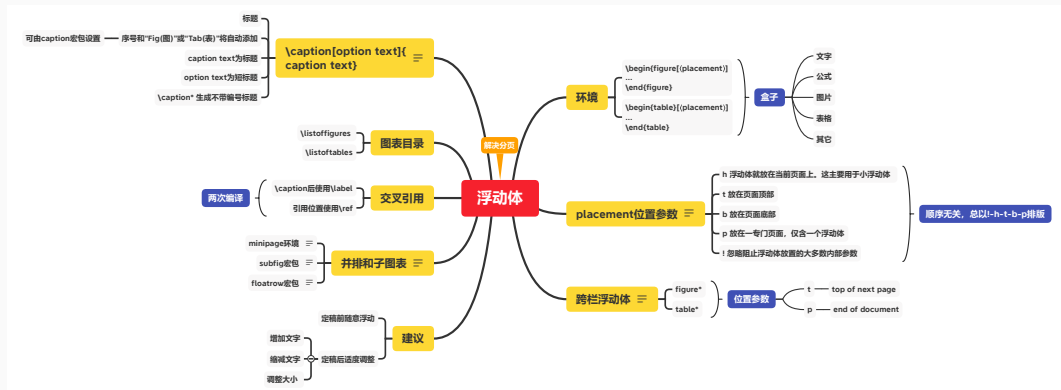 标题
可由caption宏包设置
序号和"Fig(图)"或"Tab(表)"将自动添加
caption text为标题
option text为短标题
\caption* 生成不带编号标题
\caption[option text]{
caption text}
\listoffigures
\listoftables
图表目录
两次编译
\caption后使用\label
引用位置使用\ref
交叉引用
minipage环境
subfig宏包
floatrow宏包
并排和子图表
定稿前随意浮动
增加文字
缩减文字
调整大小
定稿后适度调整
建议
解决分页
浮动体
环境
\begin{figure[⟨placement⟩]
...
\end{figure}
\begin{table}[⟨placement⟩]
...
\end{table}
盒子
文字
公式
图片
表格
其它
placement位置参数
h 浮动体就放在当前页面上。这主要用于小浮动体
t 放在页面顶部
b 放在页面底部
p 放在一专门页面，仅含一个浮动体
! 忽略阻止浮动体放置的大多数内部参数
顺序无关，总以!-h-t-b-p排版
跨栏浮动体
figure*
table*
位置参数
t
top of next page
p
end of document